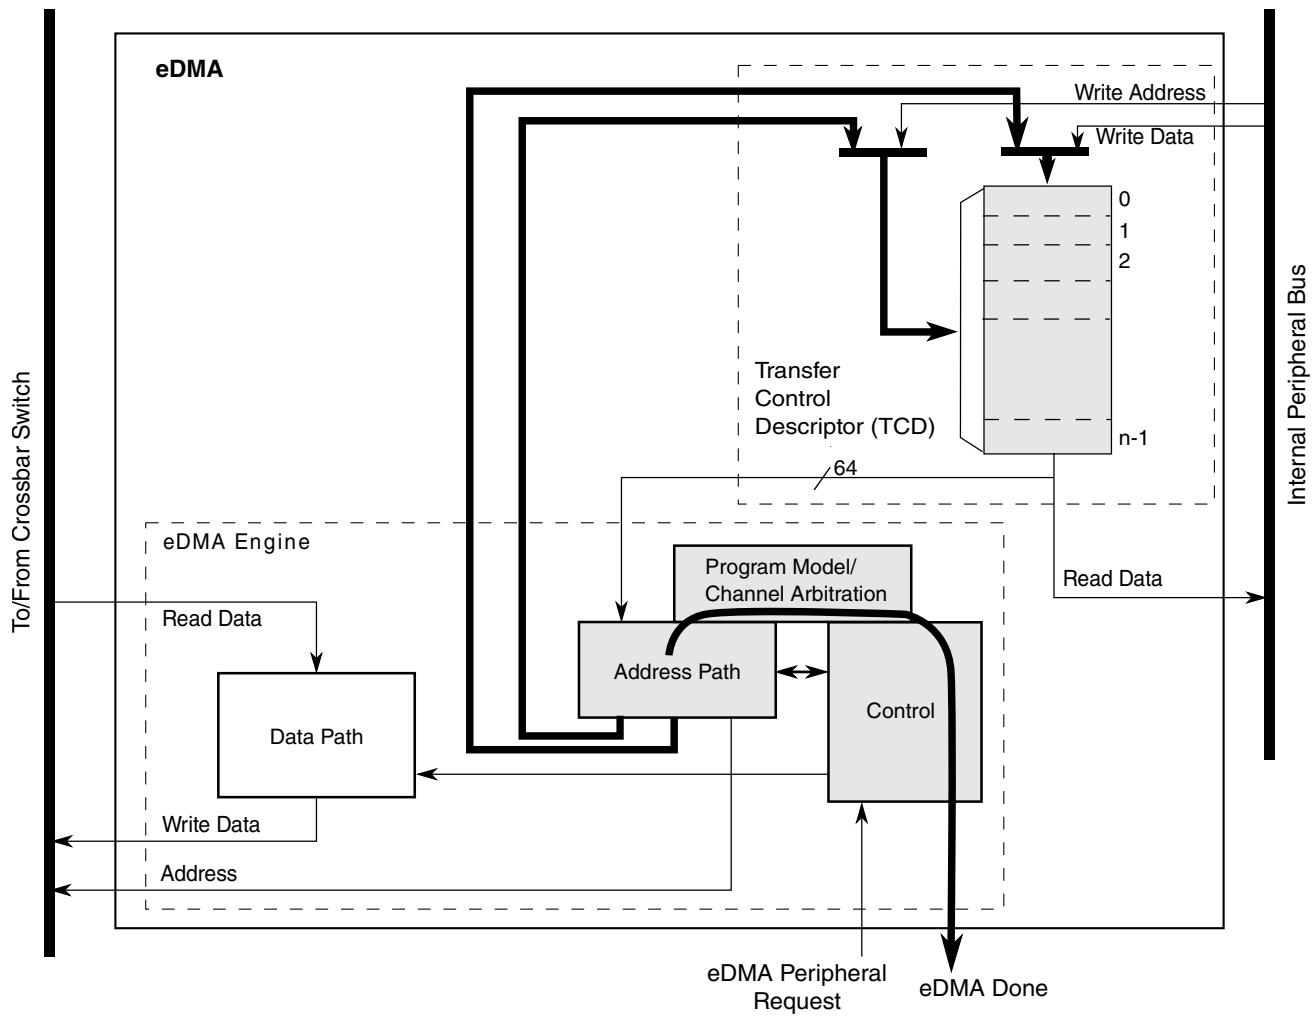 eDMA
Write Address
Write Data
0
1
2
n-1
Transfer
Control
Descriptor (TCD)
64
To/From Crossbar Switch
Internal Peripheral Bus
eDMA Engine
Program Model/
Channel Arbitration
Read Data
Read Data
Address Path
Control
Data Path
Write Data
Address
eDMA Peripheral
Request
eDMA Done